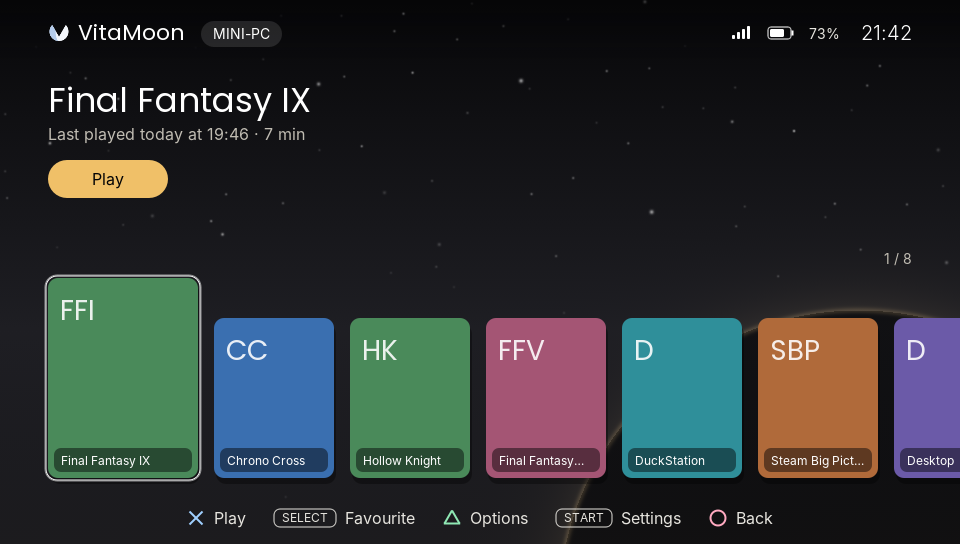 VitaMoon MINI-PC 73% 21:42
Final Fantasy IX
Last played today at 19:46 · 7 min
Play
1 / 8
FFI
CC
HK
FFV
D
SBP
D
Final Fantasy IX
Chrono Cross
Hollow Knight
Final Fantasy...
DuckStation
Steam Big Pict...
Desktop
Play SELECT Favourite Options START Settings Back